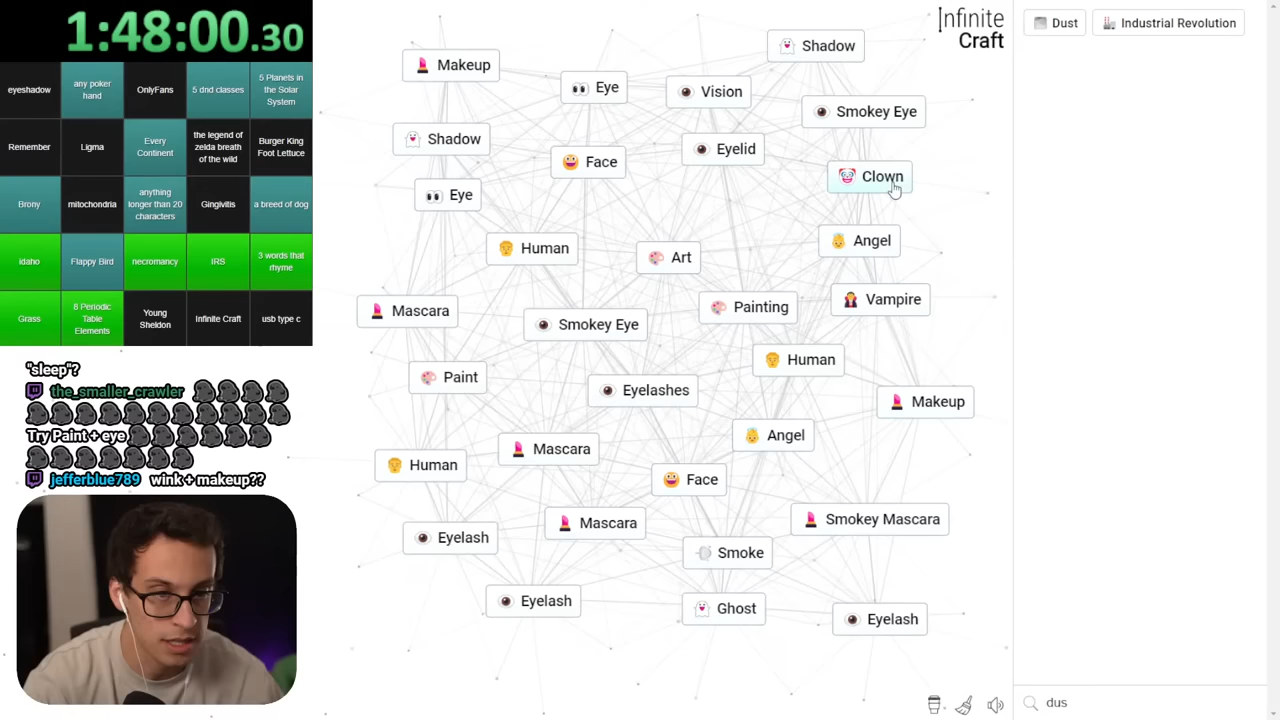 1:48:00.30
eyeshadow
any poker
hand
OnlyFans
5 dnd classes
5 Planets in
the Solar
System
Remember
Ligma
Every
Continent
the legend of
zelda breath
of the wild
Burger King
Foot Lettuce
Brony
mitochondria
anything
longer than 20
characters
Gingivitis
a breed of dog
idaho
Flappy Bird
necromancy
IRS
3 words that
rhyme
Grass
8 Periodic
Table
Elements
Young
Sheldon
Infinite Craft
usb type c
"sleep"?
the_smaller_crawler
Try Paint + eye
jefferblue789 wink + makeup??
Infinite
Craft
Makeup
Shadow
Eye
Vision
Smokey Eye
Shadow
Face
Eyelid
Clown
Eye
Human
Art
Angel
Mascara
Smokey Eye
Painting
Vampire
Paint
Eyelashes
Human
Makeup
Human
Mascara
Angel
Face
Eyelash
Mascara
Smoke
Smokey Mascara
Eyelash
Ghost
Eyelash
Dust
Industrial Revolution
dus